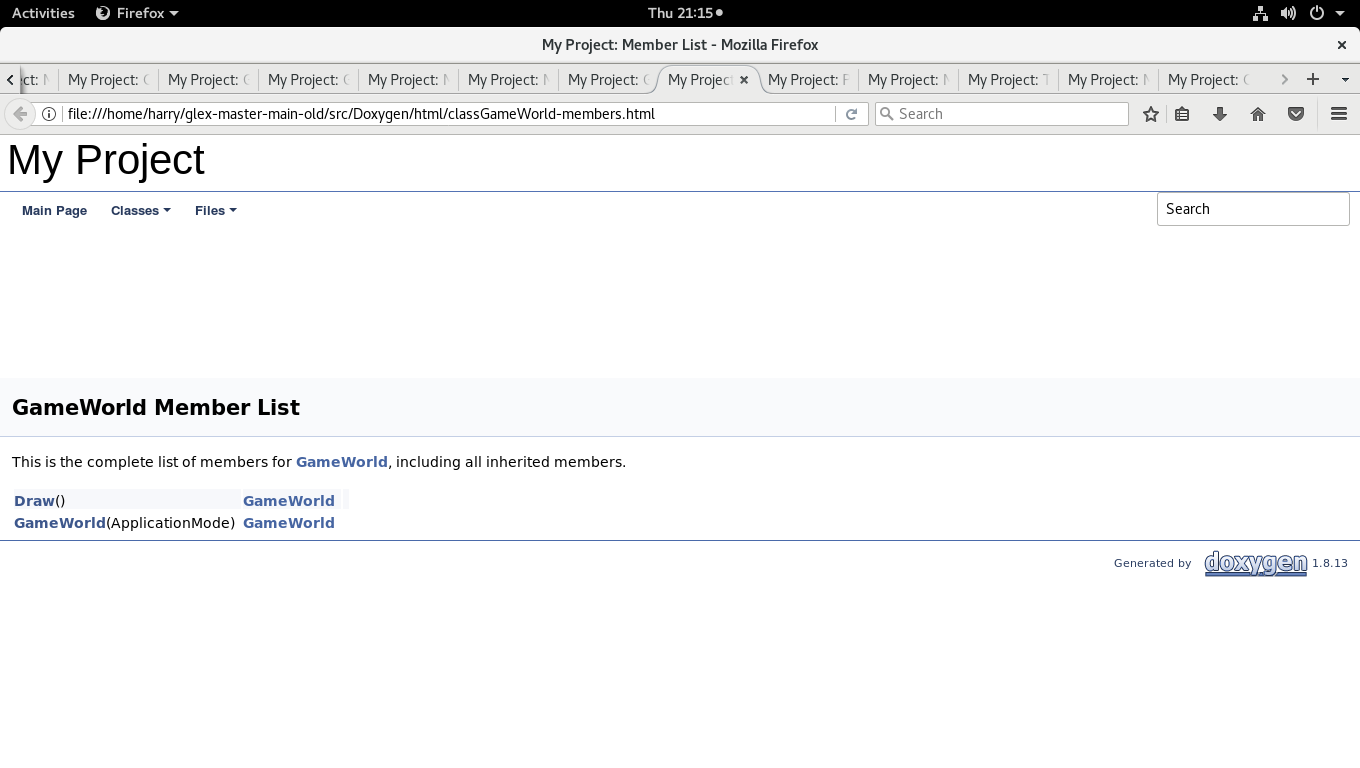 Activities Firefox Thu 21:15
My Project: Member List - Mozilla Firefox
My Project: My Project: My Project: My Project: My Project: My Project: My Project My Project: My Project: My Project: My Project: My Project:
file:///home/harry/glex-master-main-old/src/Doxygen/html/classGameWorld-members.html Search
My Project
Main Page Classes Files Search
GameWorld Member List
This is the complete list of members for GameWorld, including all inherited members.
Draw() GameWorld
GameWorld(ApplicationMode) GameWorld
Generated by doxygen 1.8.13